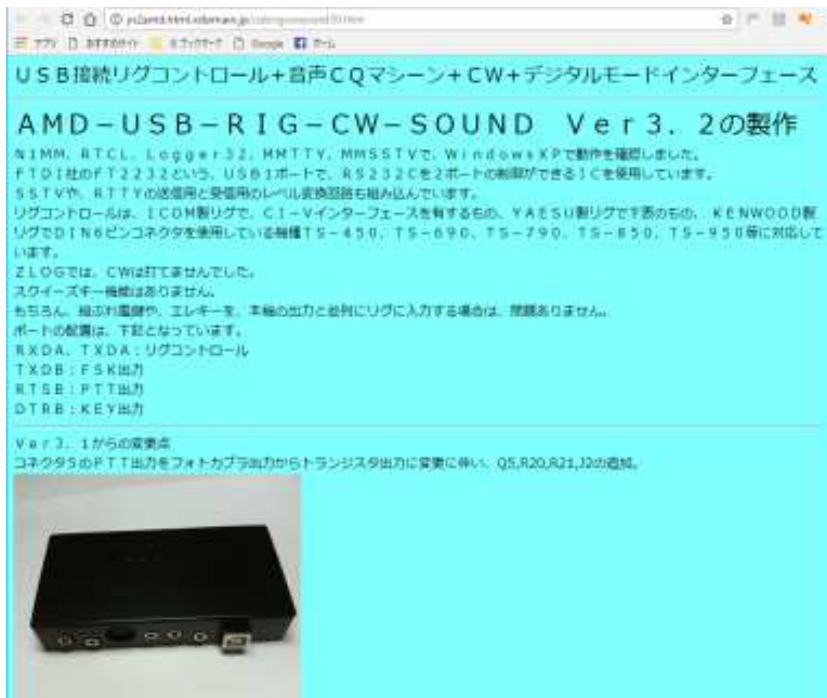 アプリ おすすめサイト Google
USB接続リグコントロール+音声CQマシーン+CW+デジタルモードインターフェース
AMD-USB-RIG-CW-SOUND Ver3.2の製作
N1MM、RTCL、Logger32、MMTTY、MMSSTVで、WindowsXPで動作を確認しました。
FTDI社のFT2232という、USB1ポートで、RS232Cを2ポートの制御ができるICを使用しています。
SSTVや、RTTYの送信用と受信用のレベル変換回路も組み込んでいます。
リグコントロールは、ICOM製リグで、CI-Vインターフェースを有するもの、YAESU製リグで下表のもの、KENWOOD製
リグでDIN6ピンコネクタを使用している機種TS-450、TS-690、TS-790、TS-850、TS-950等に対応して
います。
ZLOGでは、CWは打てませんでした。
スクイーズキー機能はありません。
もちろん、縦ぶれ電鍵や、エレキーを、本機の出力と並列にリグに入力する場合は、問題ありません。
ポートの配置は、下記となっています。
RXDA、TXDA:リグコントロール
TXDB:FSK出力
RTSB:PTT出力
DTRB:KEY出力
Ver3.1からの変更点
コネクタ5のPTT出力をフォトカプラ出力からトランジスタ出力に変更に伴い、Q5,R20,R21,J2の追加。